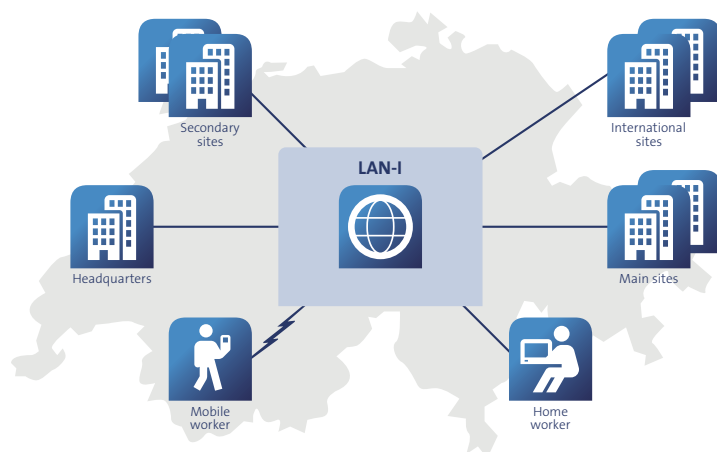 Secondary
sites
International
sites
LAN-I
Headquarters
Main sites
Mobile
worker
Home
worker